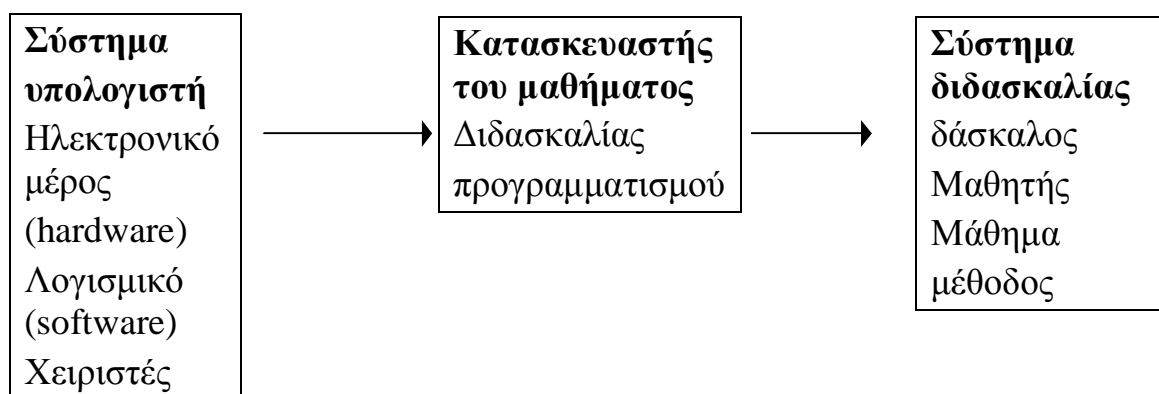 Σύστημα
υπολογιστή
Ηλεκτρονικό
μέρος
(hardware)
Λογισμικό
(software)
Χειριστές
Κατασκευαστής
του μαθήματος
Διδασκαλίας
προγραμματισμού
Σύστημα
διδασκαλίας
δάσκαλος
Μαθητής
Μάθημα
μέθοδος